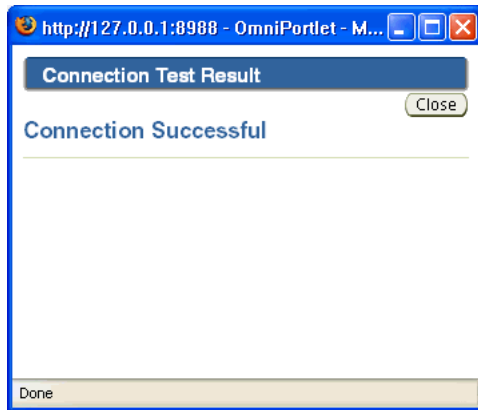 http://127.0.0.1:8988 - OmniPortlet - M...
Connection Test Result
Close
Connection Successful
Done